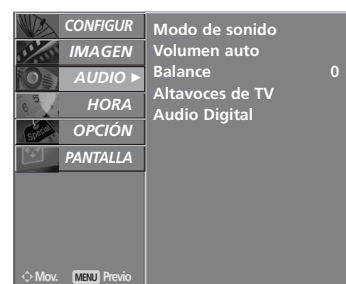 CONFIGUR
IMAGEN
AUDIO ►
HORA
OPCIÓN
PANTALLA
Modo de sonido
Volumen auto
Balance 0
Altavoces de TV
Audio Digital
Mov. MENU Previo